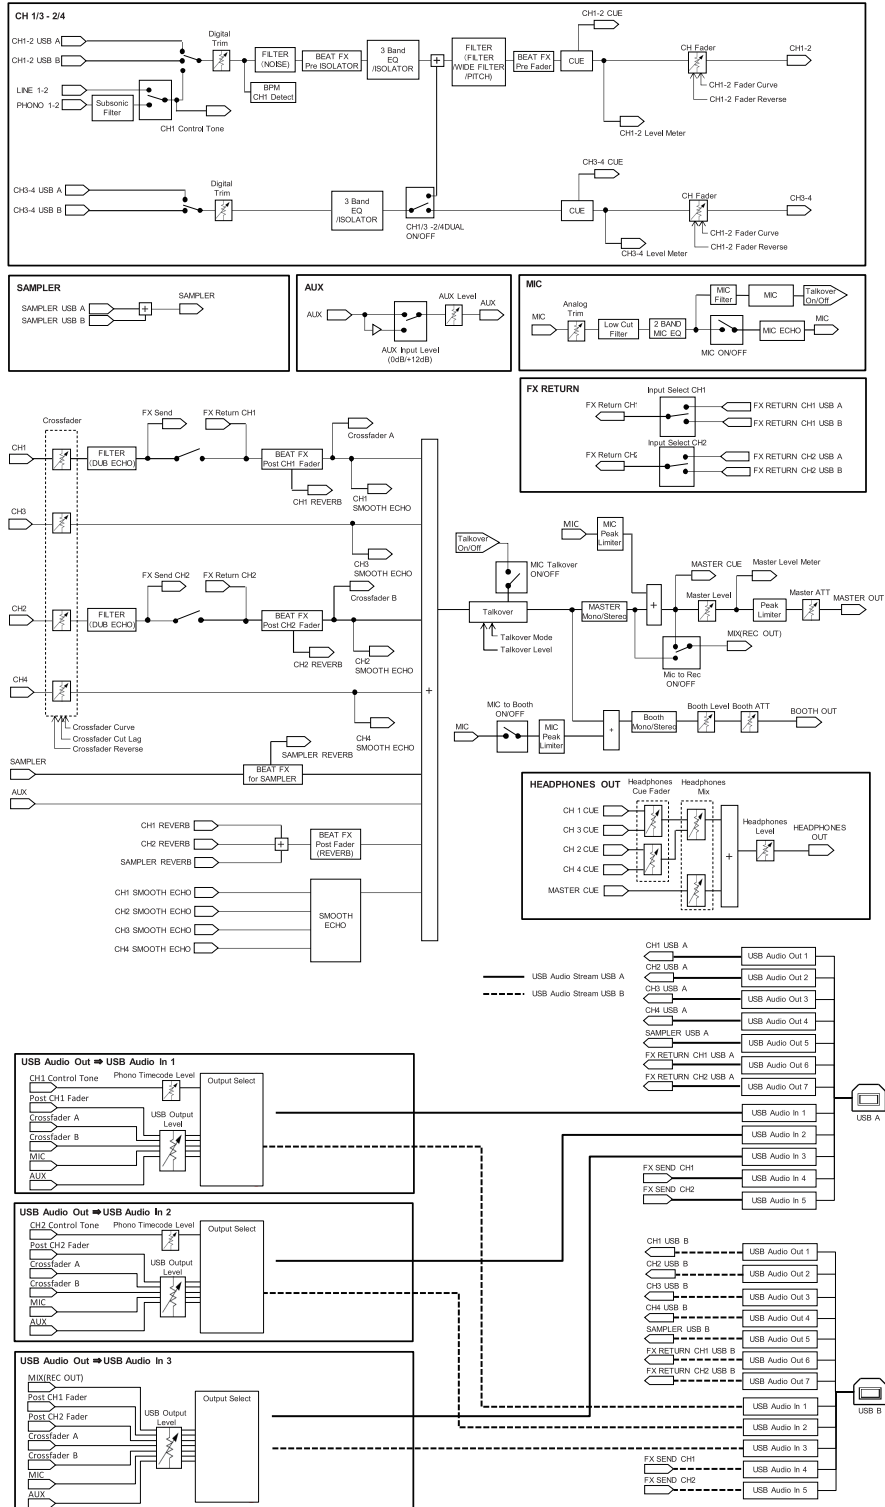 CH 1/3 - 2/4
CH1-2 USB A
CH1-2 USB B
LINE 1-2
PHONO 1-2
Subsonic
Filter
CH1 Control Tone
Digital
Trim
FILTER
(NOISE)
BPM
CH1 Detect
BEAT FX
Pre ISOLATOR
3 Band
EQ
/ISOLATOR
+
FILTER
(FILTER
/WIDE FILTER
/PITCH)
BEAT FX
Pre Fader
CH1-2 CUE
CUE
CH1-2 Level Meter
CH Fader
CH1-2 Fader Curve
CH1-2 Fader Reverse
CH1-2
CH3-4 USB A
CH3-4 USB B
Digital
Trim
3 Band
EQ
/ISOLATOR
CH1/3 -2/4DUAL
ON/OFF
CH3-4 CUE
CUE
CH3-4 Level Meter
CH Fader
CH1-2 Fader Curve
CH1-2 Fader Reverse
CH3-4
SAMPLER
SAMPLER USB A
SAMPLER USB B
+
SAMPLER
AUX
AUX
AUX Input Level
(0dB/+12dB)
AUX Level
AUX
MIC
MIC
Analog
Trim
Low Cut
Filter
2 BAND
MIC EQ
MIC
Filter
MIC
Talkover
On/Off
MIC ON/OFF
MIC ECHO
MIC
FX RETURN
FX Return CH1
Input Select CH1
FX RETURN CH1 USB A
FX RETURN CH1 USB B
FX Return CH2
Input Select CH2
FX RETURN CH2 USB A
FX RETURN CH2 USB B
Crossfader
CH1
FILTER
(DUB ECHO)
FX Send
FX Return CH1
BEAT FX
Post CH1 Fader
Crossfader A
CH1 REVERB
CH1
SMOOTH ECHO
CH3
CH3
SMOOTH ECHO
CH2
FILTER
(DUB ECHO)
FX Send CH2
FX Return CH2
BEAT FX
Post CH2 Fader
Crossfader B
CH2 REVERB
CH2
SMOOTH ECHO
CH4
CH4
SMOOTH ECHO
Crossfader Curve
Crossfader Cut Lag
Crossfader Reverse
SAMPLER
SAMPLER REVERB
BEAT FX
for SAMPLER
AUX
CH1 REVERB
CH2 REVERB
SAMPLER REVERB
+
BEAT FX
Post Fader
(REVERB)
CH1 SMOOTH ECHO
CH2 SMOOTH ECHO
CH3 SMOOTH ECHO
CH4 SMOOTH ECHO
SMOOTH
ECHO
+
Talkover
On/Off
MIC Talkover
ON/OFF
Talkover
Talkover Mode
Talkover Level
MIC
MIC
Peak
Limiter
MASTER
Mono/Stereo
+
MASTER CUE
Master Level
Master Level Meter
Peak
Limiter
Master ATT
MASTER OUT
MIX(REC OUT)
Mic to Rec
ON/OFF
MIC
MIC to Booth
ON/OFF
MIC
Peak
Limiter
+
Booth
Mono/Stereo
Booth Level
Booth ATT
BOOTH OUT
HEADPHONES OUT
Headphones
Cue Fader
Headphones
Mix
CH 1 CUE
CH 3 CUE
CH 2 CUE
CH 4 CUE
MASTER CUE
+
Headphones
Level
HEADPHONES
OUT
USB Audio Stream USB A
USB Audio Stream USB B
CH1 USB A
USB Audio Out 1
CH2 USB A
USB Audio Out 2
CH3 USB A
USB Audio Out 3
CH4 USB A
USB Audio Out 4
SAMPLER USB A
USB Audio Out 5
FX RETURN CH1 USB A
USB Audio Out 6
FX RETURN CH2 USB A
USB Audio Out 7
USB Audio In 1
USB Audio In 2
USB Audio In 3
FX SEND CH1
USB Audio In 4
FX SEND CH2
USB Audio In 5
USB A
USB Audio Out ⇒ USB Audio In 1
CH1 Control Tone
Phono Timecode Level
Post CH1 Fader
Crossfader A
Crossfader B
MIC
AUX
USB Output
Level
Output Select
USB Audio Out ⇒ USB Audio In 2
CH2 Control Tone
Phono Timecode Level
Post CH2 Fader
Crossfader A
Crossfader B
MIC
AUX
USB Output
Level
Output Select
USB Audio Out ⇒ USB Audio In 3
MIX(REC OUT)
Post CH1 Fader
Post CH2 Fader
Crossfader A
Crossfader B
MIC
AUX
USB Output
Level
Output Select
CH1 USB B
USB Audio Out 1
CH2 USB B
USB Audio Out 2
CH3 USB B
USB Audio Out 3
CH4 USB B
USB Audio Out 4
SAMPLER USB B
USB Audio Out 5
FX RETURN CH1 USB B
USB Audio Out 6
FX RETURN CH2 USB B
USB Audio Out 7
USB Audio In 1
USB Audio In 2
USB Audio In 3
FX SEND CH1
USB Audio In 4
FX SEND CH2
USB Audio In 5
USB B